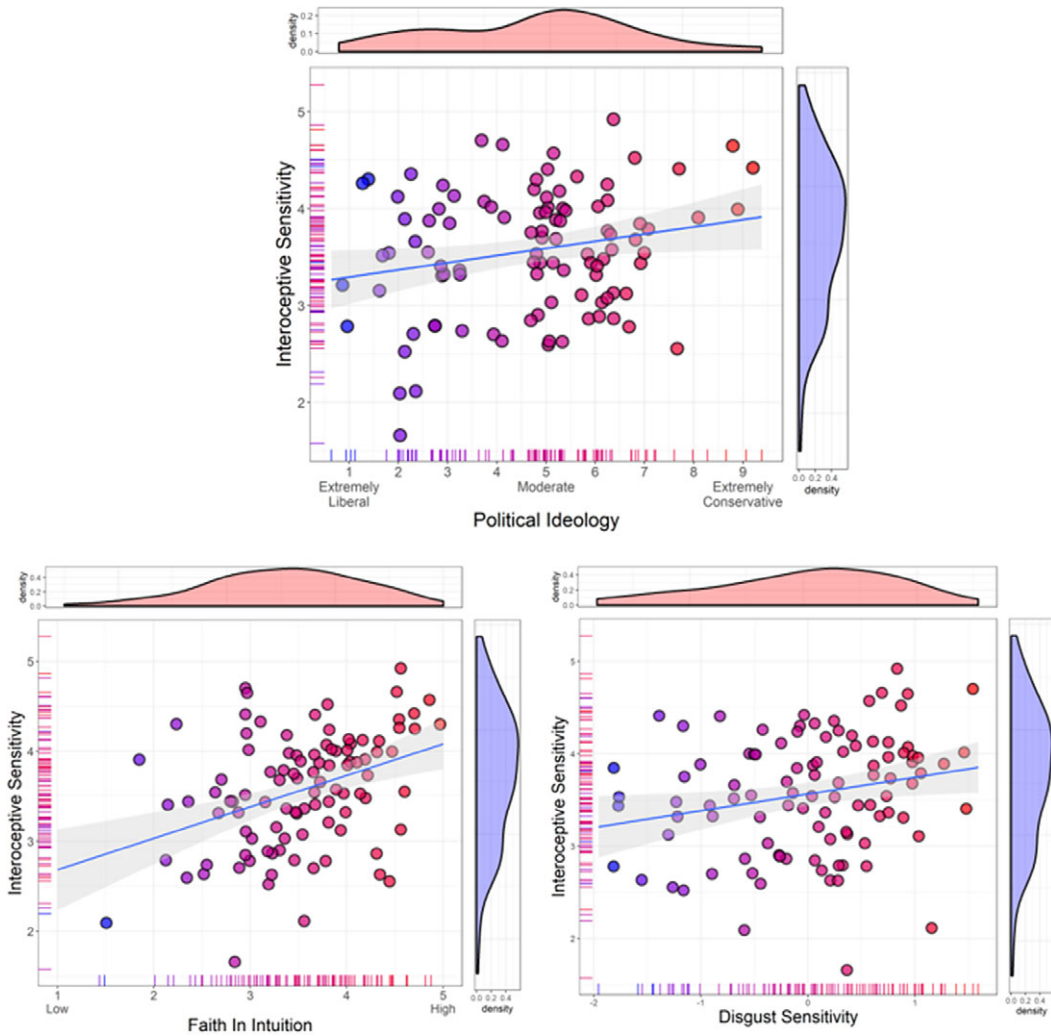 density
0.2
0.1
0.0
Interoceptive Sensitivity
5
4
3
2
1 2 3 4 5 6 7 8 9
Extremely Liberal
Moderate
Extremely Conservative
Political Ideology
0.0 0.2 0.4
density
density
0.4
0.2
0.0
Interoceptive Sensitivity
5
4
3
2
1 2 3 4 5
Low
High
Faith In Intuition
0.0 0.2 0.4
density
density
0.4
0.2
0.0
Interoceptive Sensitivity
5
4
3
2
-2 -1 0 1
Disgust Sensitivity
0.0 0.2 0.4
density